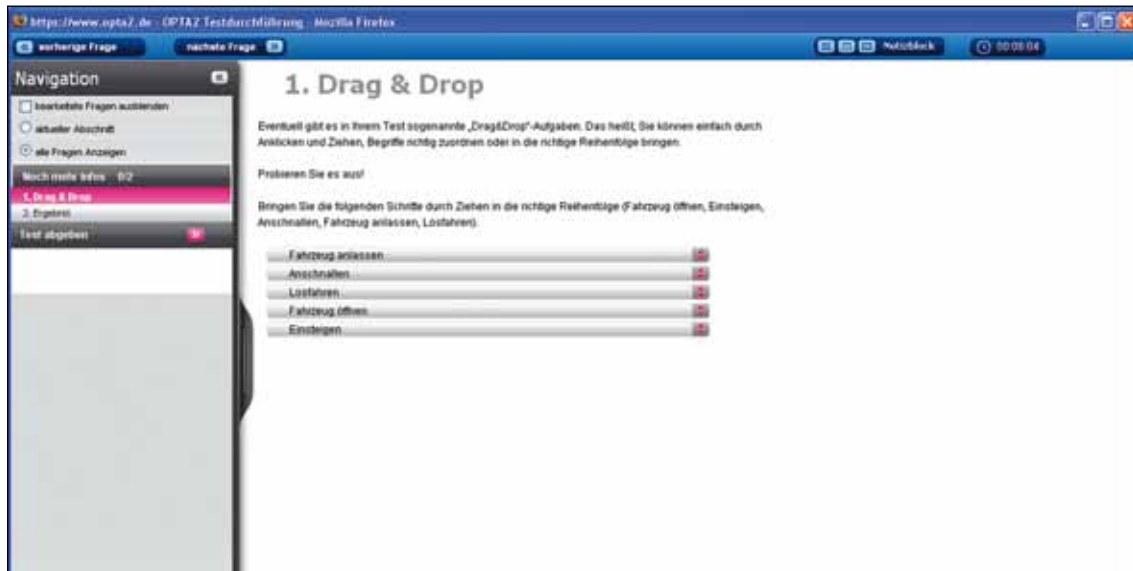 https://www.opta2.de - OPTA2 Testdurchführung - Mozilla Firefox
vorherige Frage nächste Frage Notizblock 00:08:04
Navigation
bearbeitete Fragen ausblenden
aktueller Abschnitt
alle Fragen Anzeigen
Noch mehr Infos 0/2
1. Drag & Drop
2. Ergebnis
Test abgeben
1. Drag & Drop
Eventuell gibt es in Ihrem Test sogenannte „Drag&Drop"-Aufgaben. Das heißt, Sie können einfach durch
Anklicken und Ziehen, Begriffe richtig zuordnen oder in die richtige Reihenfolge bringen.
Probieren Sie es aus!
Bringen Sie die folgenden Schritte durch Ziehen in die richtige Reihenfolge (Fahrzeug öffnen, Einsteigen,
Anschnallen, Fahrzeug anlassen, Losfahren).
Fahrzeug anlassen
Anschnallen
Losfahren
Fahrzeug öffnen
Einsteigen